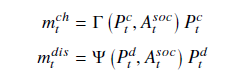 m_t^{ch} = Γ (P_t^c, A_t^{soc}) P_t^c
m_t^{dis} = Ψ (P_t^d, A_t^{soc}) P_t^d